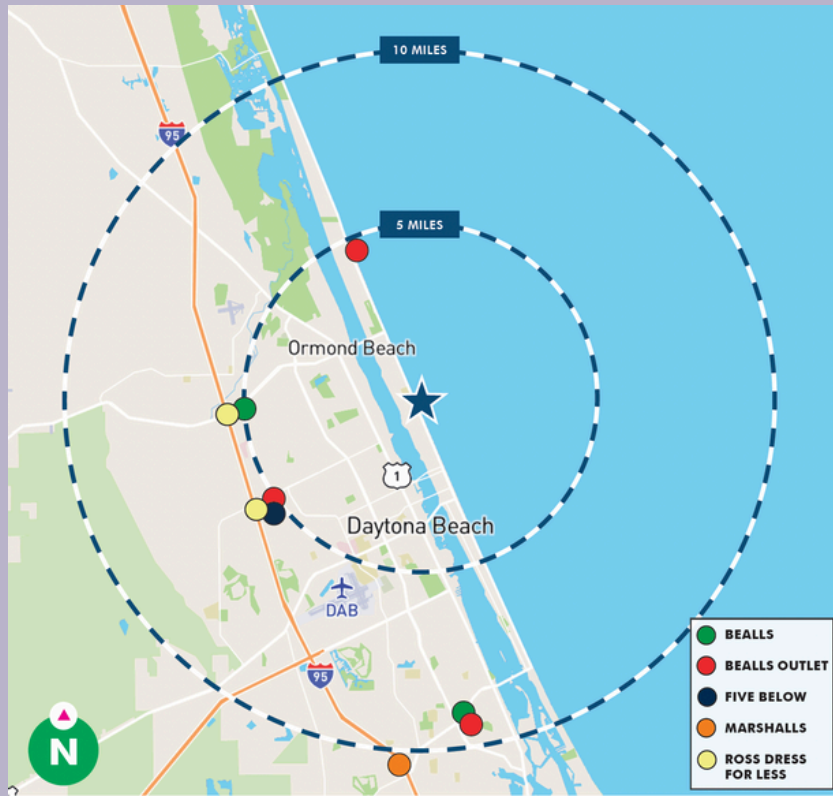 10 MILES
95
5 MILES
Ormond Beach
1
Daytona Beach
DAB
95
BEALLS
BEALLS OUTLET
FIVE BELOW
MARSHALLS
ROSS DRESS
FOR LESS
N